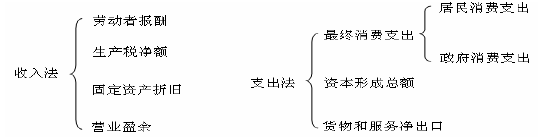 收入法
劳动者报酬
生产税净额
固定资产折旧
营业盈余
支出法
最终消费支出
居民消费支出
政府消费支出
资本形成总额
货物和服务净出口